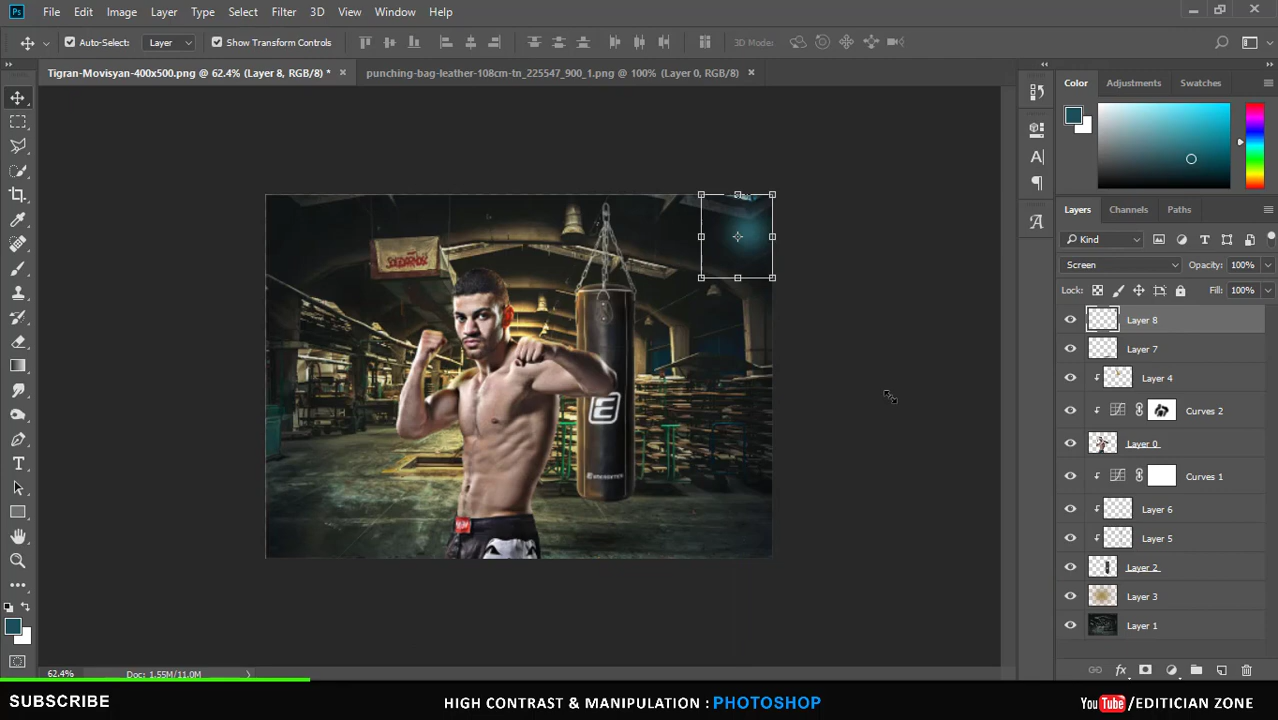 Ps File Edit Image Layer Type Select Filter 3D View Window Help
Auto-Select: Layer Show Transform Controls 3D Mode:
Tigran-Movisyan-400x500.png @ 62.4% (Layer 8, RGB/8) * × punching-bag-leather-108cm-tn_225547_900_1.png @ 100% (Layer 0, RGB/8) ×
Color Adjustments Swatches
Layers Channels Paths
Kind
Screen Opacity: 100%
Lock: Fill: 100%
Layer 8
Layer 7
Layer 4
Curves 2
Layer 0
Curves 1
Layer 6
Layer 5
Layer 2
Layer 3
Layer 1
62.4% Doc: 1.55M/11.0M
SUBSCRIBE HIGH CONTRAST & MANIPULATION : PHOTOSHOP YouTube /EDITICIAN ZONE